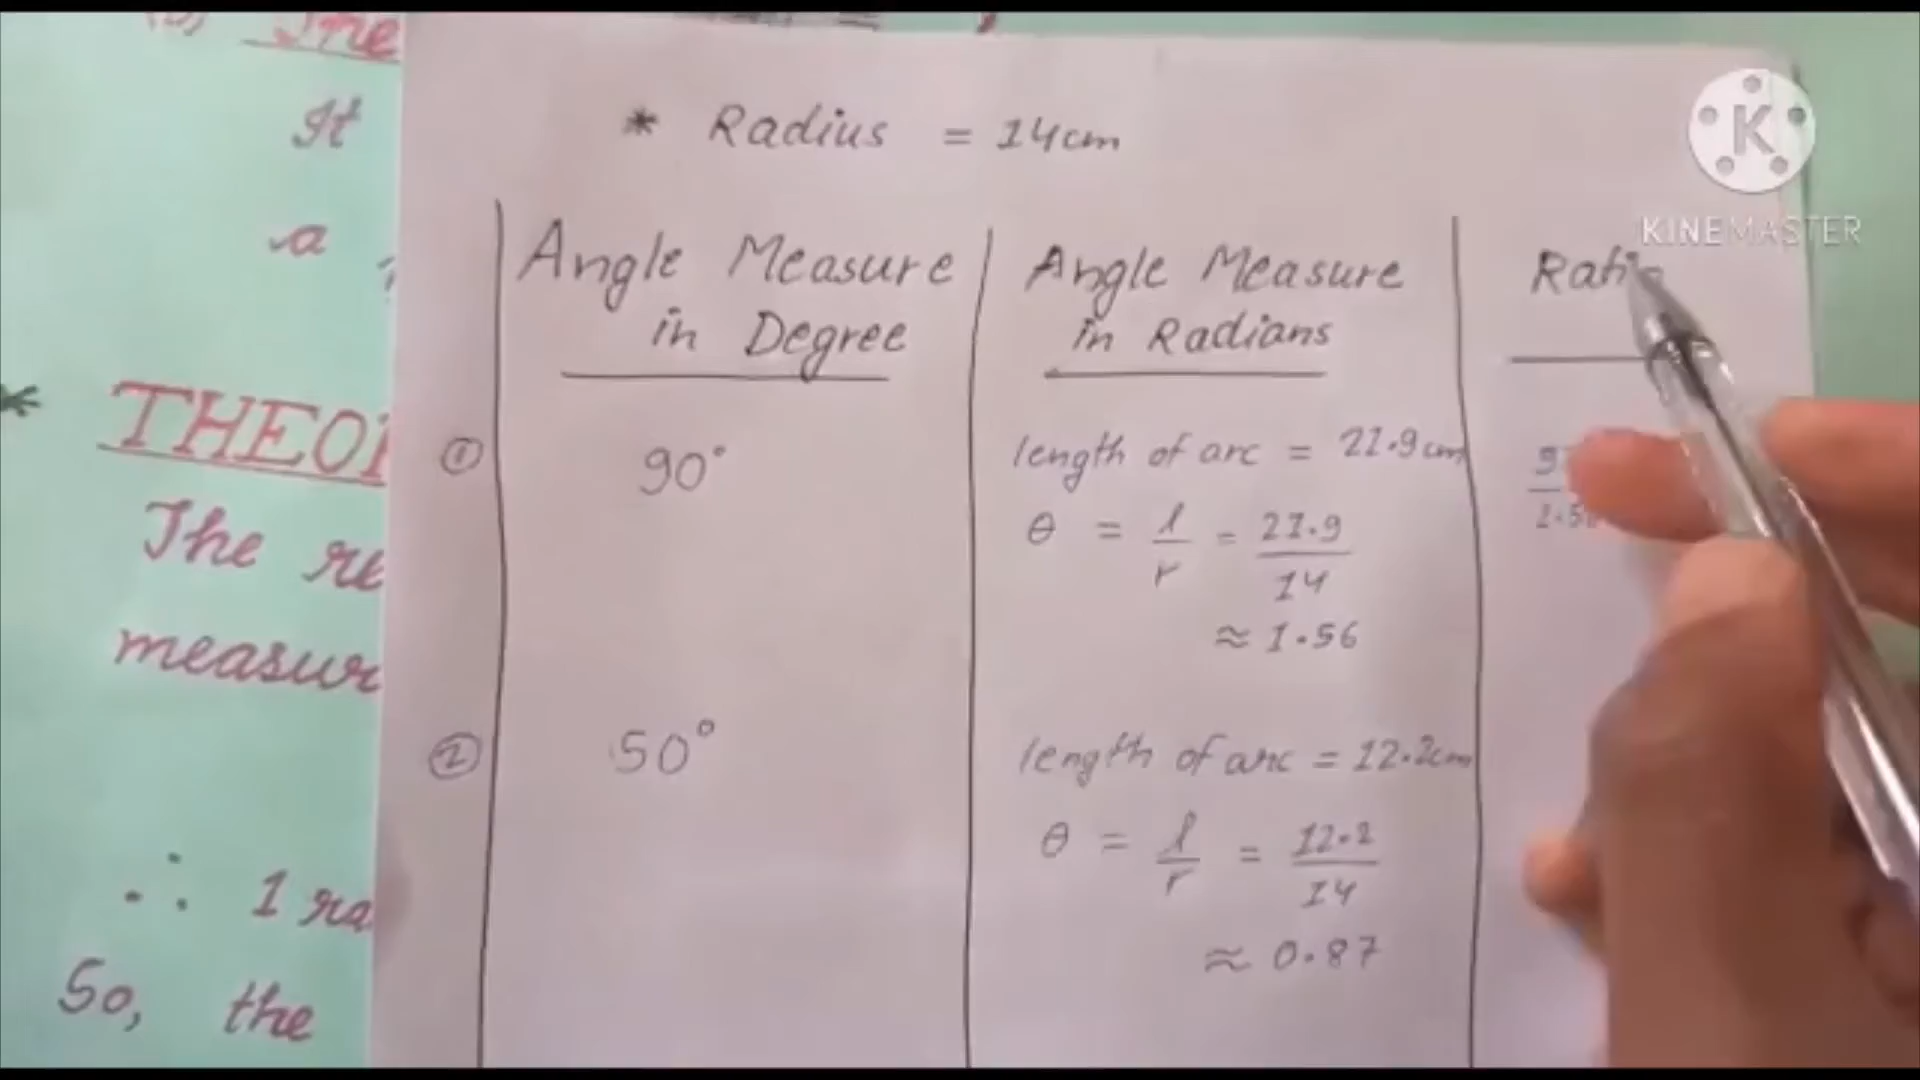 The
It
a
* THEO
The re
measur
∴ 1 ra
So, the
* Radius = 14cm
Angle Measure in Degree
Angle Measure in Radians
① 90°
length of arc = 21.9cm
θ = l/r = 21.9/14
≈ 1.56
② 50°
length of arc = 12.2cm
θ = l/r = 12.2/14
≈ 0.87
KINEMASTER